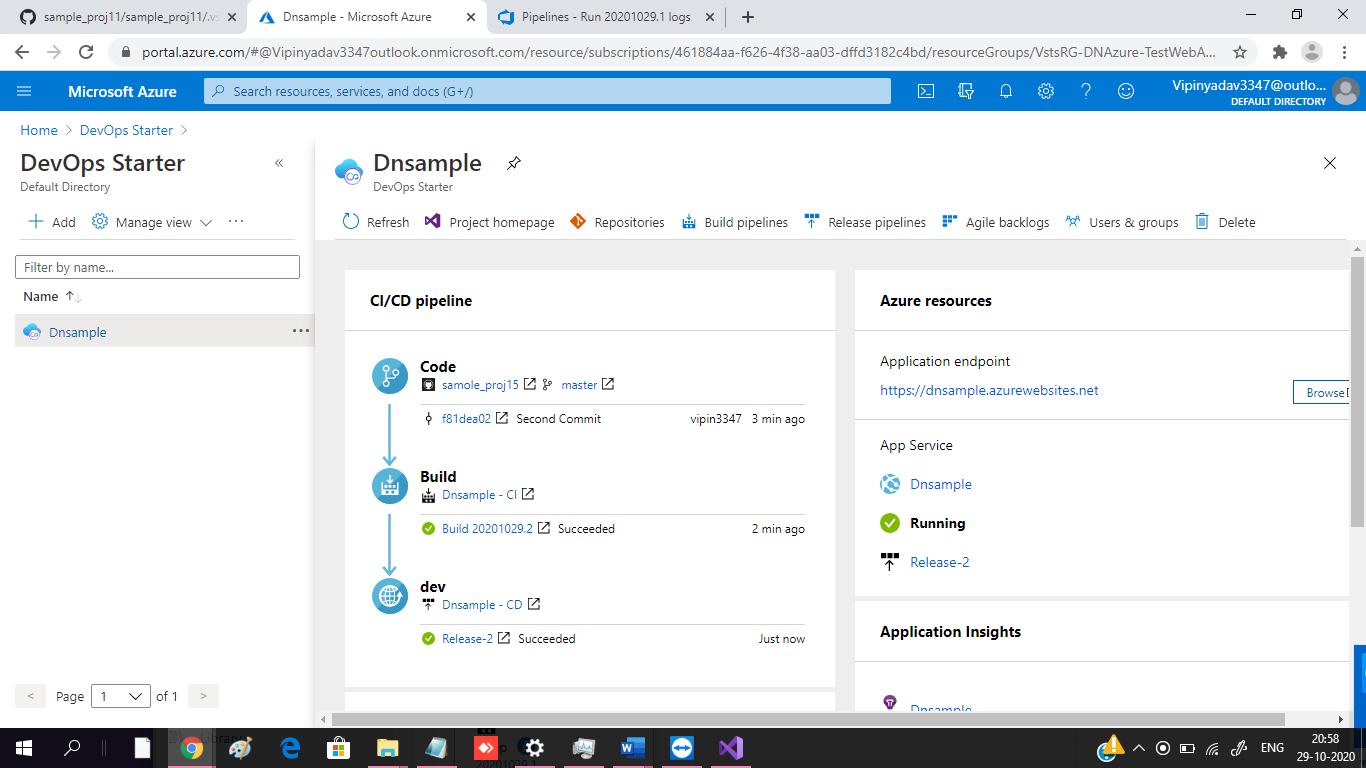 sample_proj11/sample_proj11/.vs
Dnsample - Microsoft Azure
Pipelines - Run 20201029.1 logs
portal.azure.com/#@Vipinyadav3347outlook.onmicrosoft.com/resource/subscriptions/461884aa-f626-4f38-aa03-dffd3182c4bd/resourceGroups/VstsRG-DNAzure-TestWebA...
Microsoft Azure
Search resources, services, and docs (G+/)
Vipinyadav3347@outlo...
DEFAULT DIRECTORY
Home > DevOps Starter >
DevOps Starter
Default Directory
Add
Manage view
Filter by name...
Name
Dnsample
Page 1 of 1
Dnsample
DevOps Starter
Refresh
Project homepage
Repositories
Build pipelines
Release pipelines
Agile backlogs
Users & groups
Delete
CI/CD pipeline
Code
samole_proj15 master
f81dea02 Second Commit vipin3347 3 min ago
Build
Dnsample - CI
Build 20201029.2 Succeeded 2 min ago
dev
Dnsample - CD
Release-2 Succeeded Just now
Azure resources
Application endpoint
https://dnsample.azurewebsites.net
Browse
App Service
Dnsample
Running
Release-2
Application Insights
Dnsample
ENG
20:58
29-10-2020